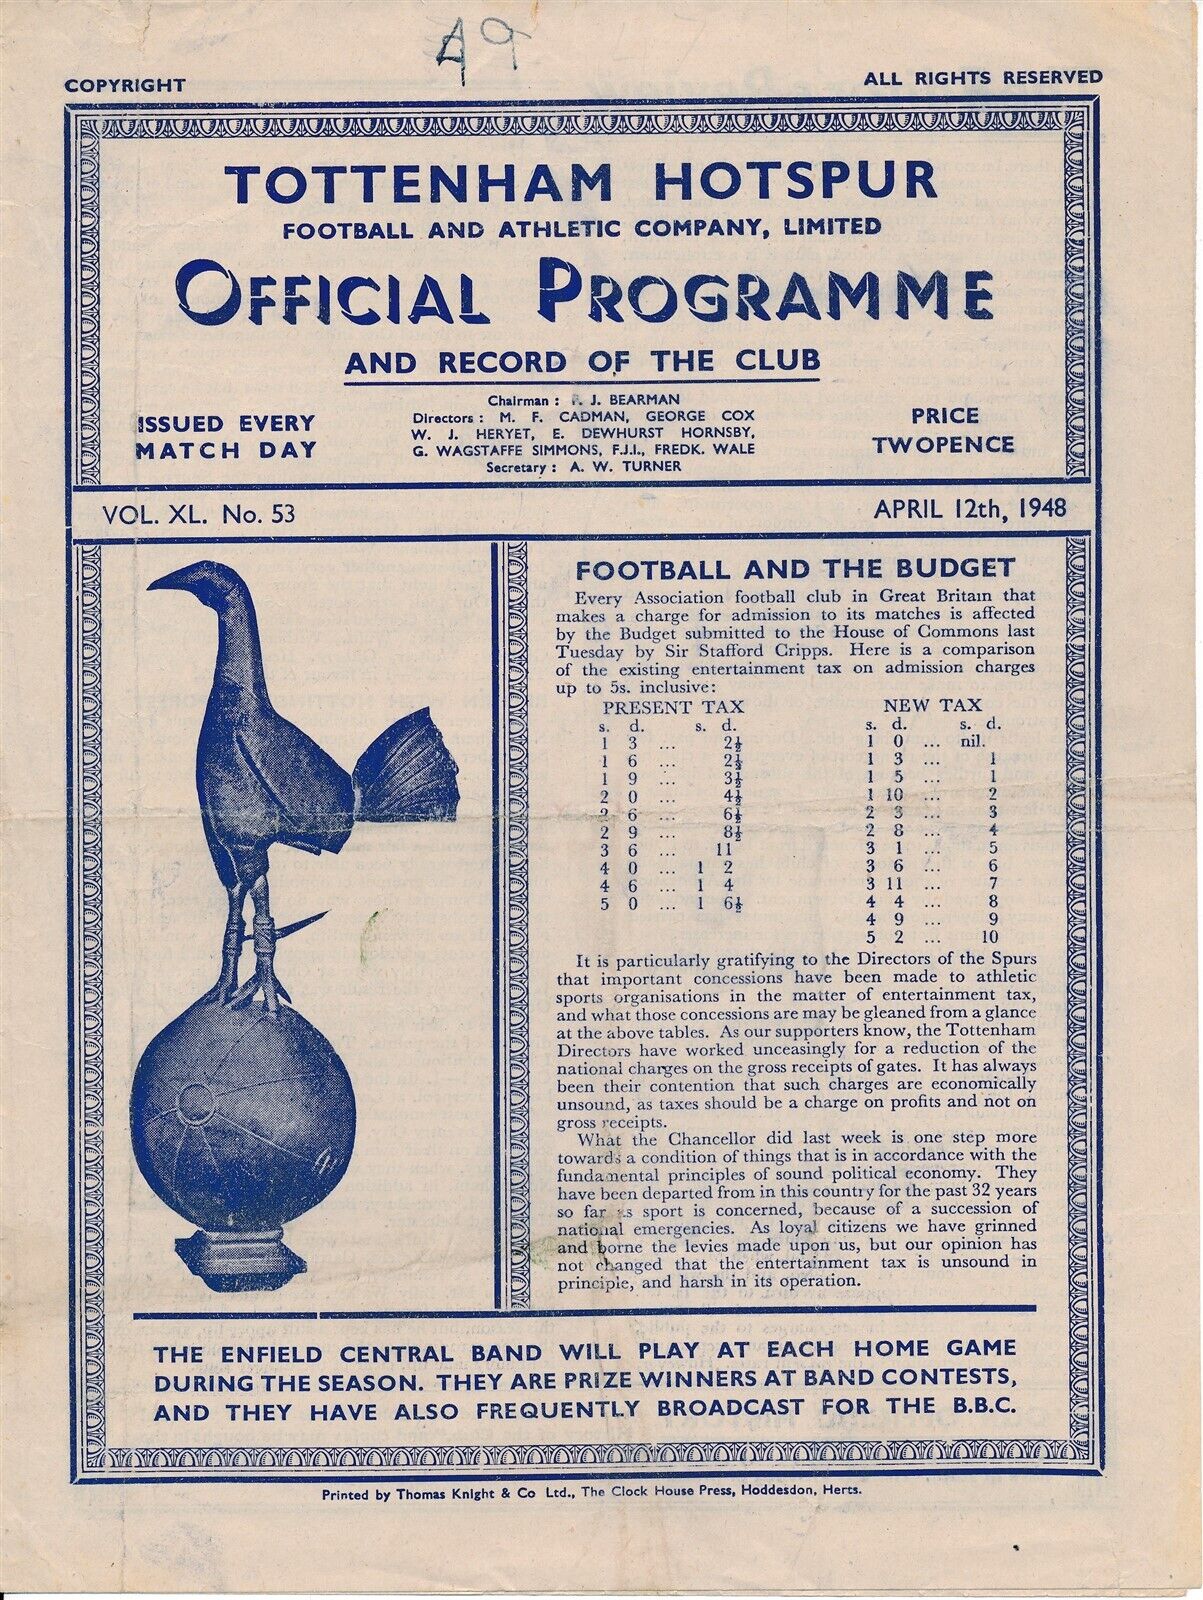 49
COPYRIGHT
ALL RIGHTS RESERVED
TOTTENHAM HOTSPUR
FOOTBALL AND ATHLETIC COMPANY, LIMITED
OFFICIAL PROGRAMME
AND RECORD OF THE CLUB
ISSUED EVERY
MATCH DAY
Chairman : F. J. BEARMAN
Directors : M. F. CADMAN, GEORGE COX
W. J. HERYET, E. DEWHURST HORNSBY,
G. WAGSTAFFE SIMMONS, F.J.I., FREDK. WALE
Secretary : A. W. TURNER
PRICE
TWOPENCE
VOL. XL. No. 53
APRIL 12th, 1948
FOOTBALL AND THE BUDGET
Every Association football club in Great Britain that
makes a charge for admission to its matches is affected
by the Budget submitted to the House of Commons last
Tuesday by Sir Stafford Cripps. Here is a comparison
of the existing entertainment tax on admission charges
up to 5s. inclusive:
PRESENT TAX
s. d. s. d.
1 3 ... 2½
1 6 ... 2½
1 9 ... 3½
2 0 ... 4½
2 6 ... 6½
2 9 ... 8½
3 6 ... 11
4 0 ... 1 2
4 6 ... 1 4
5 0 ... 1 6½
NEW TAX
s. d. s. d.
1 0 ... nil.
1 3 ... 1
1 5 ... 1
1 10 ... 2
2 3 ... 3
2 8 ... 4
3 1 ... 5
3 6 ... 6
3 11 ... 7
4 4 ... 8
4 9 ... 9
5 2 ... 10
It is particularly gratifying to the Directors of the Spurs
that important concessions have been made to athletic
sports organisations in the matter of entertainment tax,
and what those concessions are may be gleaned from a glance
at the above tables. As our supporters know, the Tottenham
Directors have worked unceasingly for a reduction of the
national charges on the gross receipts of gates. It has always
been their contention that such charges are economically
unsound, as taxes should be a charge on profits and not on
gross receipts.
What the Chancellor did last week is one step more
towards a condition of things that is in accordance with the
fundamental principles of sound political economy. They
have been departed from in this country for the past 32 years
so far as sport is concerned, because of a succession of
national emergencies. As loyal citizens we have grinned
and borne the levies made upon us, but our opinion has
not changed that the entertainment tax is unsound in
principle, and harsh in its operation.
THE ENFIELD CENTRAL BAND WILL PLAY AT EACH HOME GAME
DURING THE SEASON. THEY ARE PRIZE WINNERS AT BAND CONTESTS,
AND THEY HAVE ALSO FREQUENTLY BROADCAST FOR THE B.B.C.
Printed by Thomas Knight & Co Ltd., The Clock House Press, Hoddesdon, Herts.